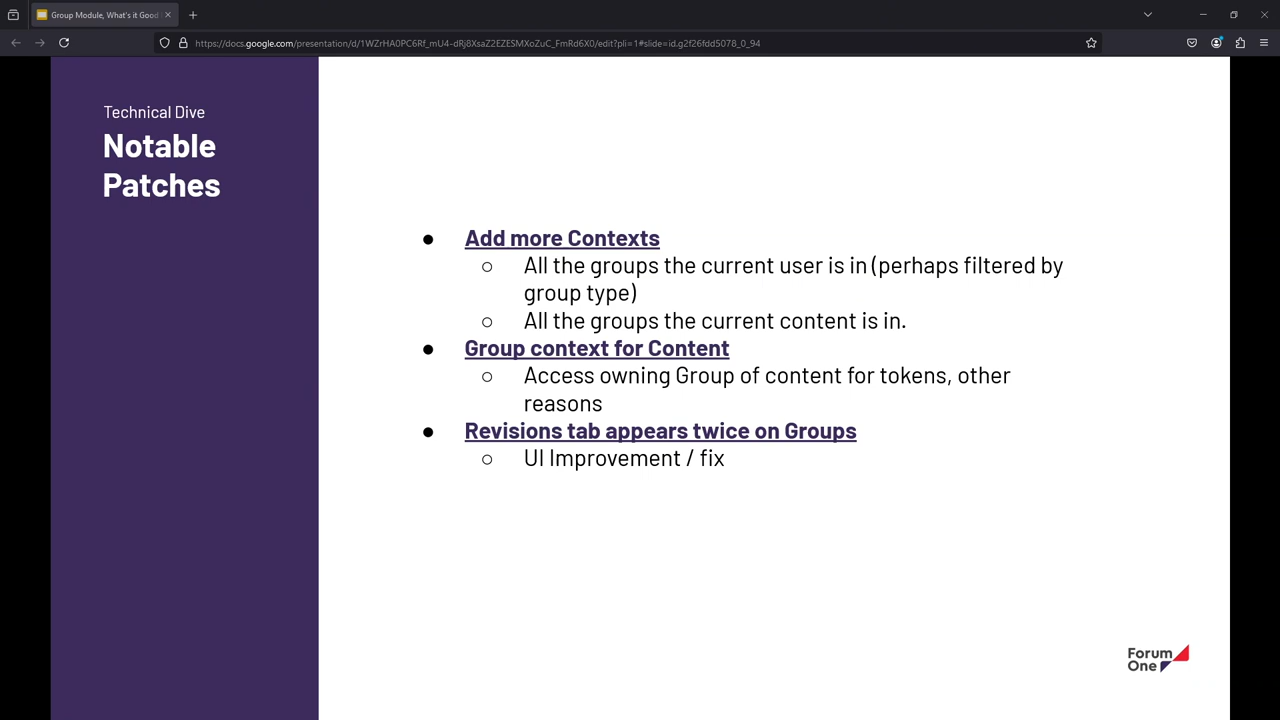 Group Module, What's it Good
https://docs.google.com/presentation/d/1WZrHA0PC6Rf_mU4-dRj8XsaZ2EZESMXoZuC_FmRd6X0/edit?pli=1#slide=id.g2f26fdd5078_0_94
Technical Dive
Notable
Patches
● Add more Contexts
○ All the groups the current user is in (perhaps filtered by
group type)
○ All the groups the current content is in.
● Group context for Content
○ Access owning Group of content for tokens, other
reasons
● Revisions tab appears twice on Groups
○ UI Improvement / fix
Forum
One